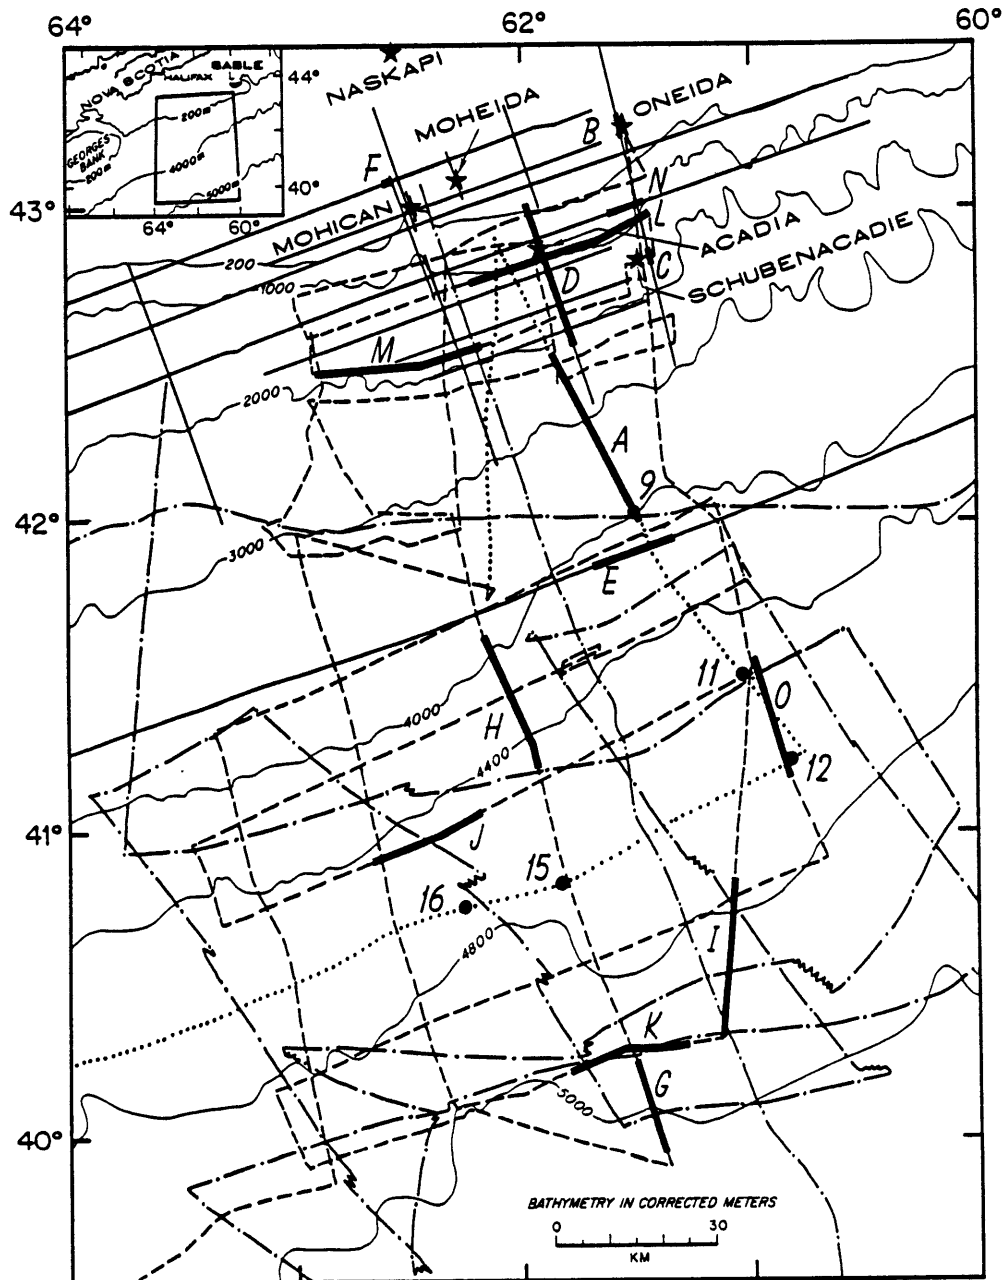 64°
62°
60°
NOVA SCOTIA
HALIFAX
SABLE
I.
44°
200m
GEORGES
BANK
200m
4000m
5000m
40°
64°
60°
NASKAPI
MOHEIDA
ONEIDA
B
F
N
43°
MOHICAN
L
ACADIA
200
C
SCHUBENACADIE
1000
D
M
2000
A
9
42°
3000
E
11
O
4000
H
4400
12
41°
J
15
16
I
4800
K
G
5000
40°
BATHYMETRY IN CORRECTED METERS
0 30
KM